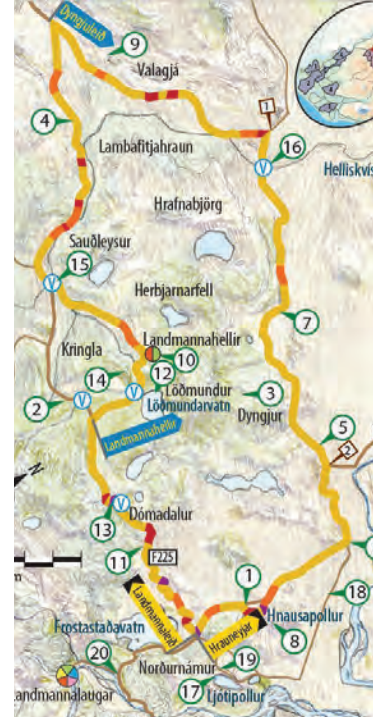 Dyngjuleið
9
Valagjá
1
4
Lambafitjahraun
16
Helliskvís
Hrafnabjörg
Sauðleysur
15
V
V
Herbjarnarfell
7
Landmannahellir
10
Kringla
12
14
Löðmundur
3
2
V
V
Löðmundarvatn
Dyngjur
5
Landmannahellir
2
N
13
V
Dómadalur
11
F225
m
1
18
Landmannaleið
Hrauneyjar
Hnausapollur
Frostastaðavatn
8
20
Norðurnámur
19
andmannalaugar
17
Ljótipollur